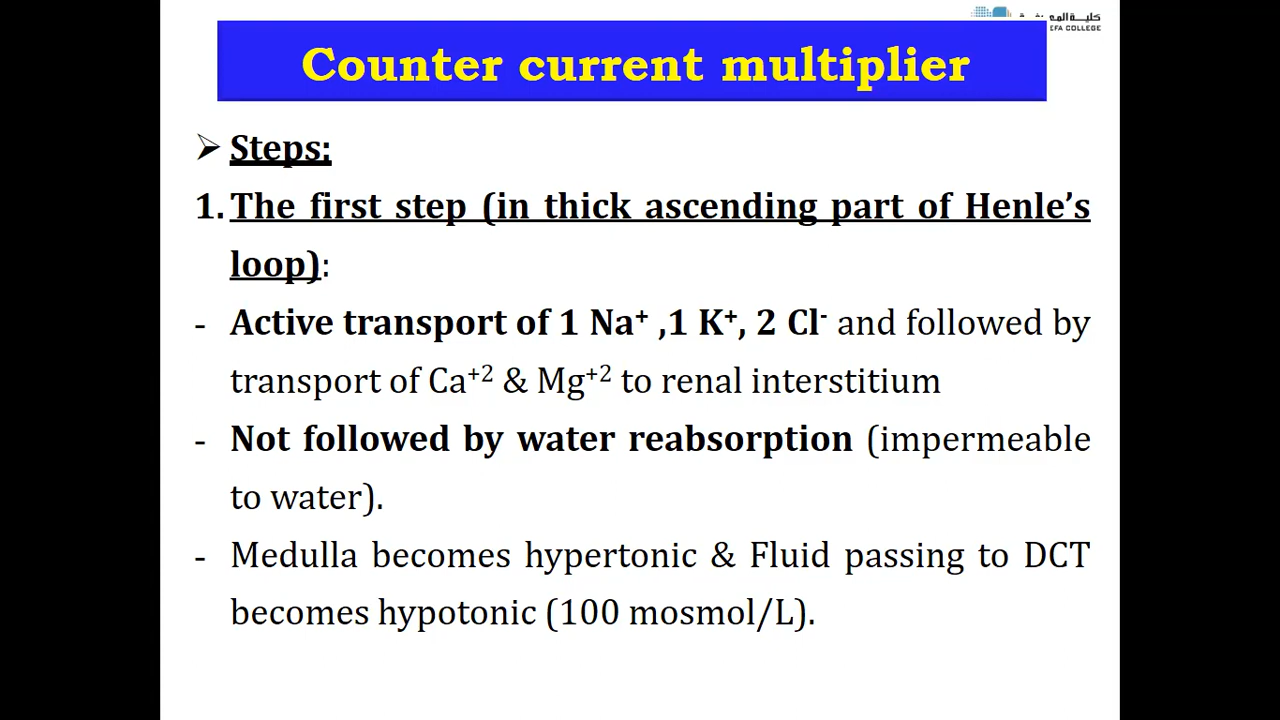 EFA COLLEGE
Counter current multiplier
➢ Steps:
1. The first step (in thick ascending part of Henle’s
loop):
- Active transport of 1 Na⁺ ,1 K⁺, 2 Cl⁻ and followed by
transport of Ca⁺² & Mg⁺² to renal interstitium
- Not followed by water reabsorption (impermeable
to water).
- Medulla becomes hypertonic & Fluid passing to DCT
becomes hypotonic (100 mosmol/L).